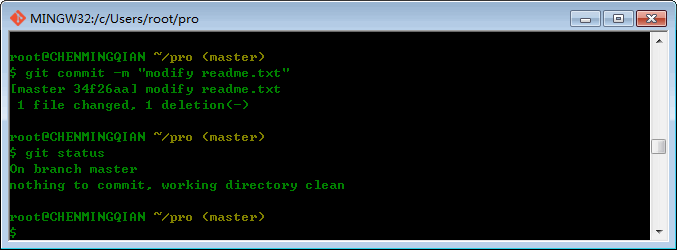 MINGW32:/c/Users/root/pro
root@CHENMINGQIAN ~/pro (master)
$ git commit -m "modify readme.txt"
[master 34f26aa] modify readme.txt
 1 file changed, 1 deletion(-)
root@CHENMINGQIAN ~/pro (master)
$ git status
On branch master
nothing to commit, working directory clean
root@CHENMINGQIAN ~/pro (master)
$